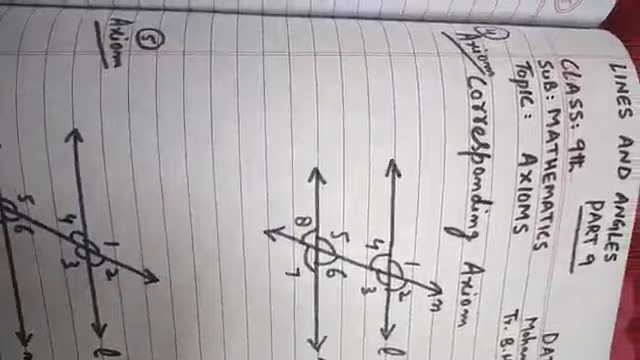 LINES AND ANGLES
PART 9
CLASS: 9th
SUB: MATHEMATICS
Topic: AXIOMS
(4) Axiom
Corresponding Axiom
n
1
2
4
3
l
5
6
8
7
(5)
Axiom
1
2
4
3
l
5
6